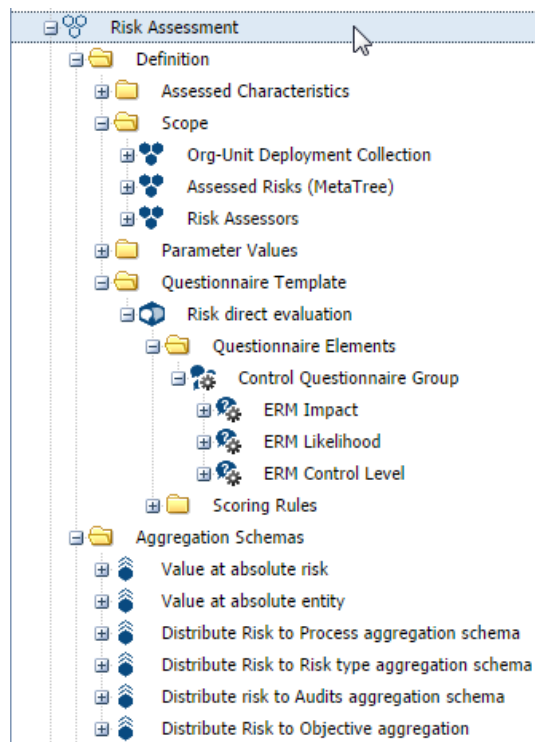 Risk Assessment
Definition
Assessed Characteristics
Scope
Org-Unit Deployment Collection
Assessed Risks (MetaTree)
Risk Assessors
Parameter Values
Questionnaire Template
Risk direct evaluation
Questionnaire Elements
Control Questionnaire Group
ERM Impact
ERM Likelihood
ERM Control Level
Scoring Rules
Aggregation Schemas
Value at absolute risk
Value at absolute entity
Distribute Risk to Process aggregation schema
Distribute Risk to Risk type aggregation schema
Distribute risk to Audits aggregation schema
Distribute Risk to Objective aggregation